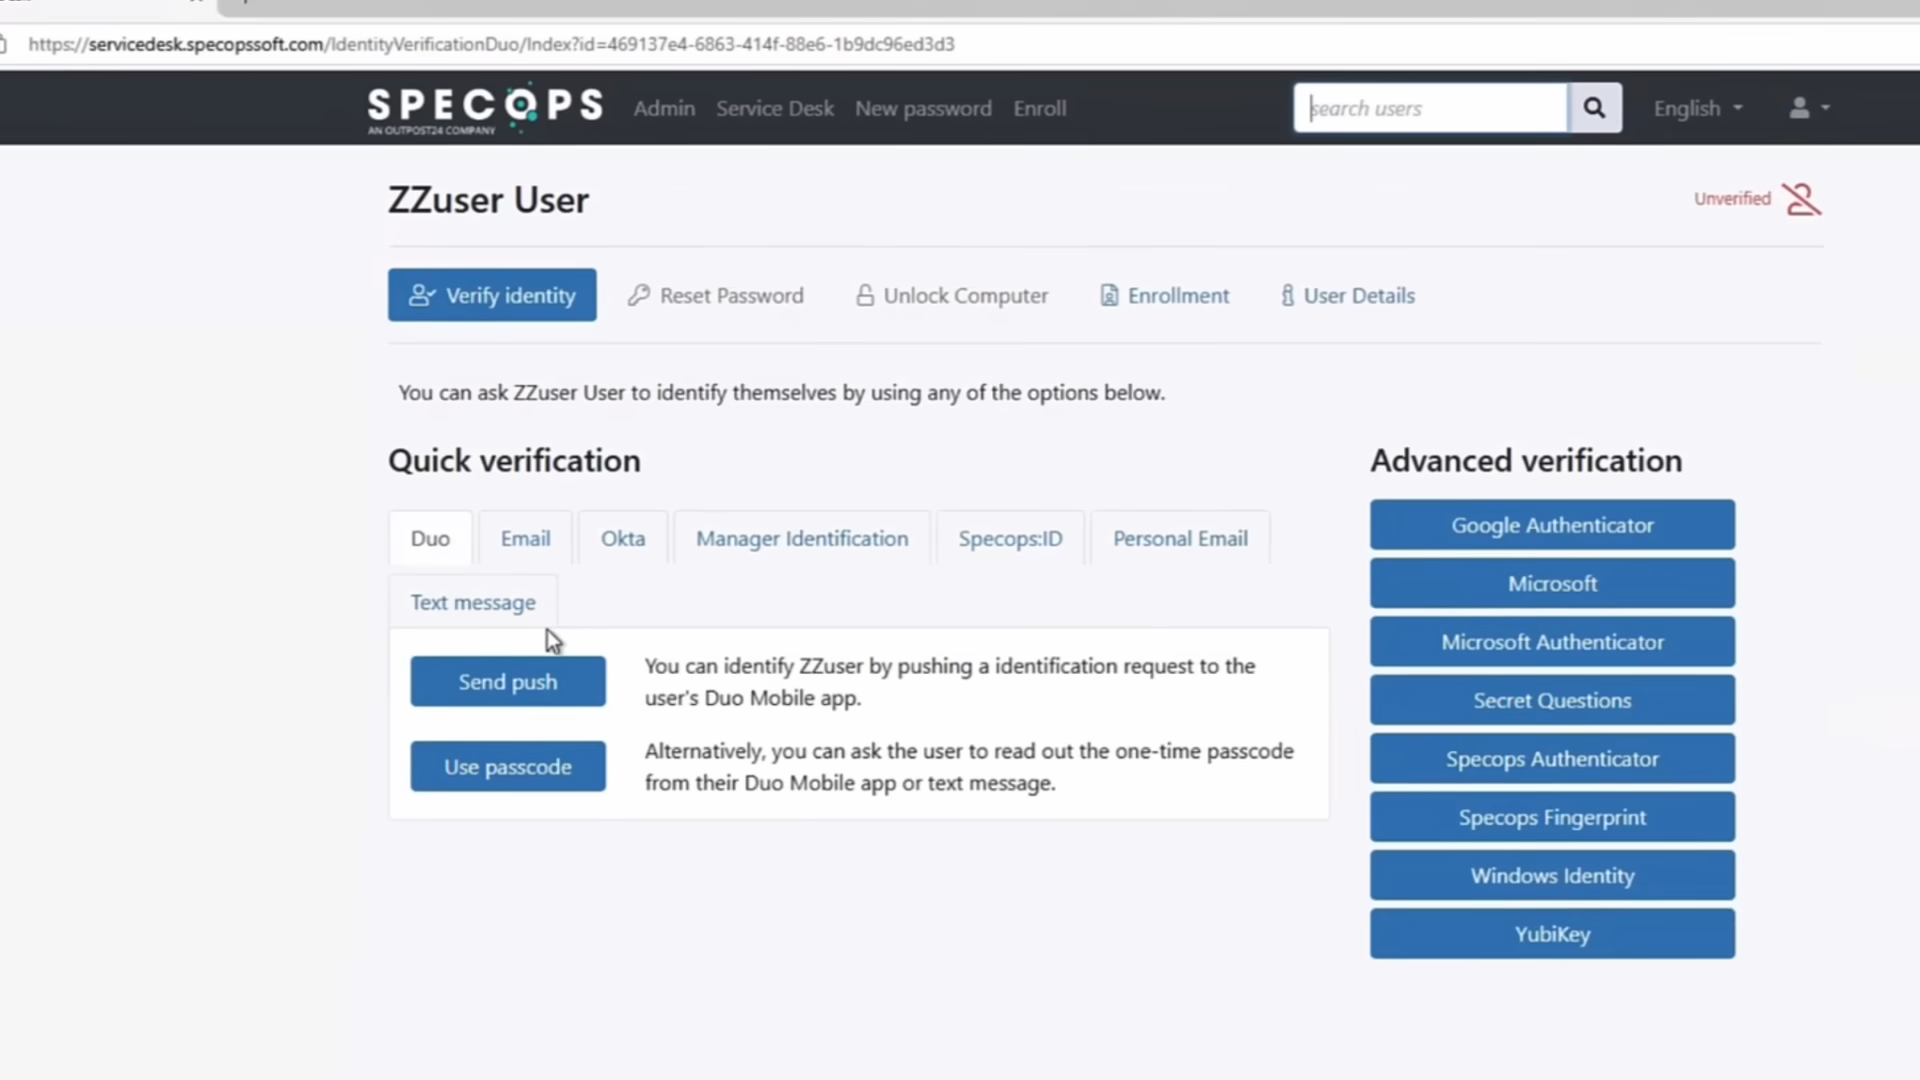 https://servicedesk.specopssoft.com/IdentityVerificationDuo/Index?id=469137e4-6863-414f-88e6-1b9dc96ed3d3
SPECOPS
AN OUTPOST24 COMPANY
Admin Service Desk New password Enroll
search users
English
ZZuser User
Unverified
Verify identity Reset Password Unlock Computer Enrollment User Details
You can ask ZZuser User to identify themselves by using any of the options below.
Quick verification
Duo Email Okta Manager Identification Specops:ID Personal Email
Text message
Send push
You can identify ZZuser by pushing a identification request to the
user's Duo Mobile app.
Use passcode
Alternatively, you can ask the user to read out the one-time passcode
from their Duo Mobile app or text message.
Advanced verification
Google Authenticator
Microsoft
Microsoft Authenticator
Secret Questions
Specops Authenticator
Specops Fingerprint
Windows Identity
YubiKey